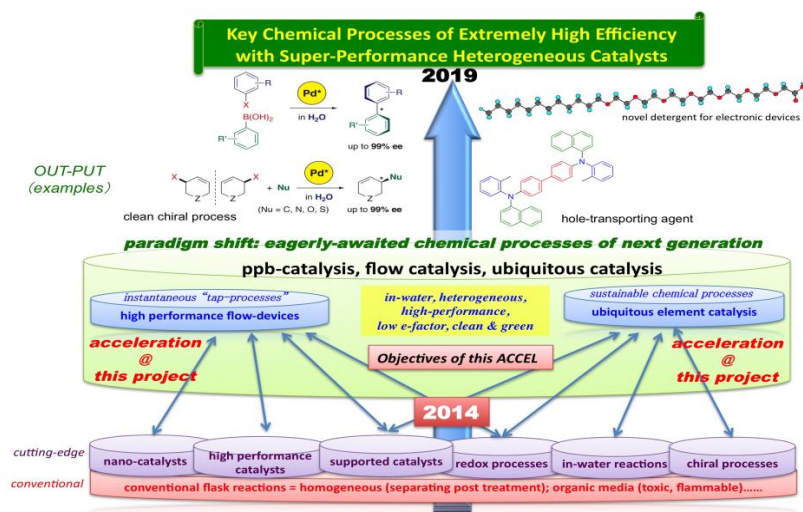 Key Chemical Processes of Extremely High Efficiency
with Super-Performance Heterogeneous Catalysts
2019
R
X
B(OH)2
R'
Pd*
in H2O
R
*
R'
up to 99% ee
novel detergent for electronic devices
OUT-PUT
(examples)
X
Z
X
Z
+ Nu
Pd*
in H2O
(Nu = C, N, O, S)
* Nu
Z
up to 99% ee
clean chiral process
N
N
hole-transporting agent
paradigm shift: eagerly-awaited chemical processes of next generation
ppb-catalysis, flow catalysis, ubiquitous catalysis
instantaneous "tap-processes"
high performance flow-devices
in-water, heterogeneous,
high-performance,
low e-factor, clean & green
sustainable chemical processes
ubiquitous element catalysis
acceleration
@
this project
Objectives of this ACCEL
acceleration
@
this project
2014
cutting-edge
nano-catalysts
high performance
catalysts
supported catalysts
redox processes
in-water reactions
chiral processes
conventional
conventional flask reactions = homogeneous (separating post treatment); organic media (toxic, flammable)......